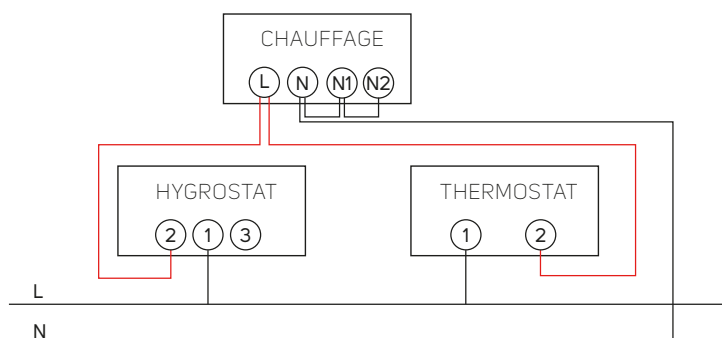 CHAUFFAGE
L N N1 N2
HYGROSTAT
THERMOSTAT
2 1 3
1 2
L
N